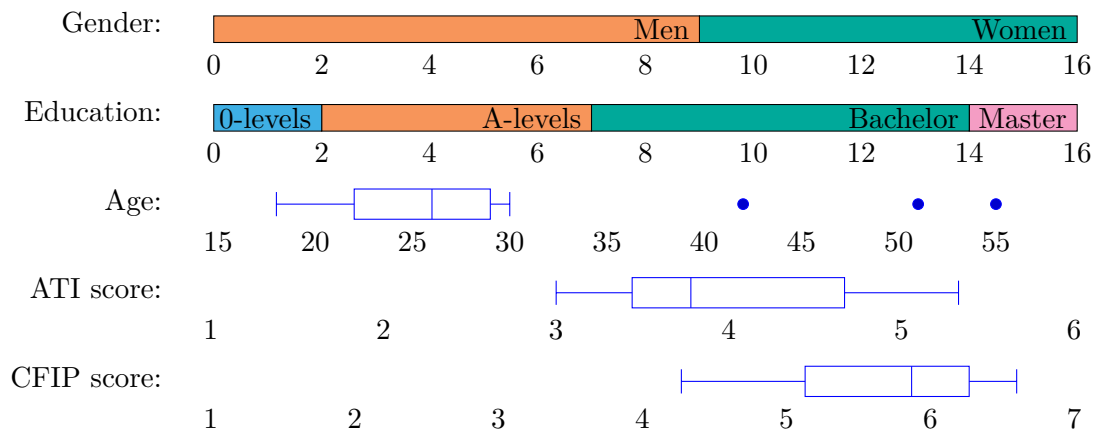 Gender:
Men Women
0 2 4 6 8 10 12 14 16
Education:
0-levels A-levels Bachelor Master
0 2 4 6 8 10 12 14 16
Age:
15 20 25 30 35 40 45 50 55
ATI score:
1 2 3 4 5 6
CFIP score:
1 2 3 4 5 6 7